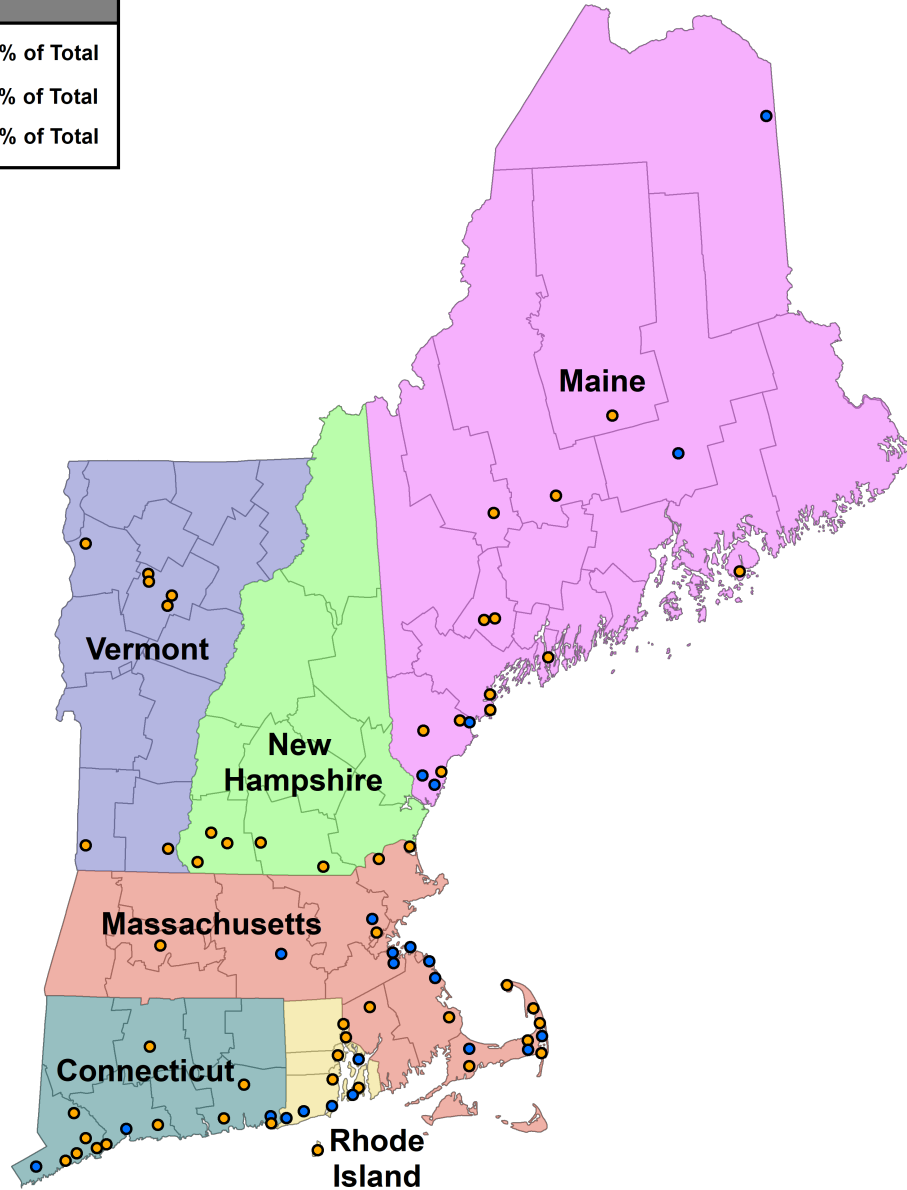 % of Total
% of Total
% of Total
Maine
Vermont
New
Hampshire
Massachusetts
Connecticut
Rhode
Island